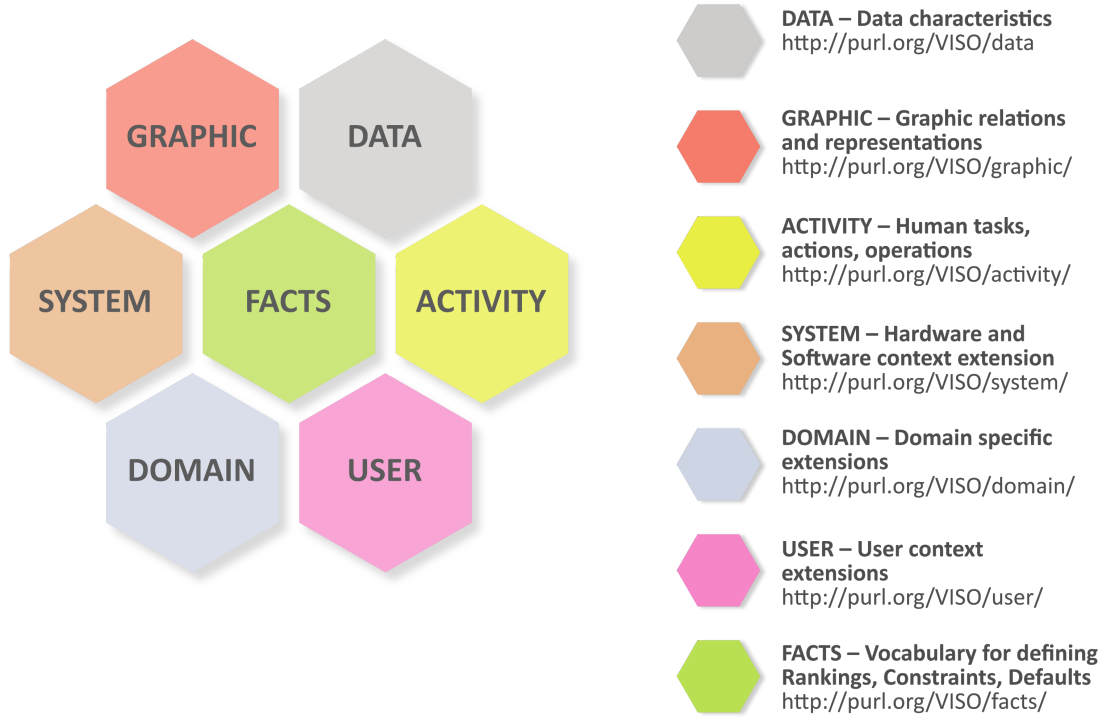 GRAPHIC
DATA
SYSTEM
FACTS
ACTIVITY
DOMAIN
USER
DATA – Data characteristics
http://purl.org/VISO/data
GRAPHIC – Graphic relations
and representations
http://purl.org/VISO/graphic/
ACTIVITY – Human tasks,
actions, operations
http://purl.org/VISO/activity/
SYSTEM – Hardware and
Software context extension
http://purl.org/VISO/system/
DOMAIN – Domain specific
extensions
http://purl.org/VISO/domain/
USER – User context
extensions
http://purl.org/VISO/user/
FACTS – Vocabulary for defining
Rankings, Constraints, Defaults
http://purl.org/VISO/facts/